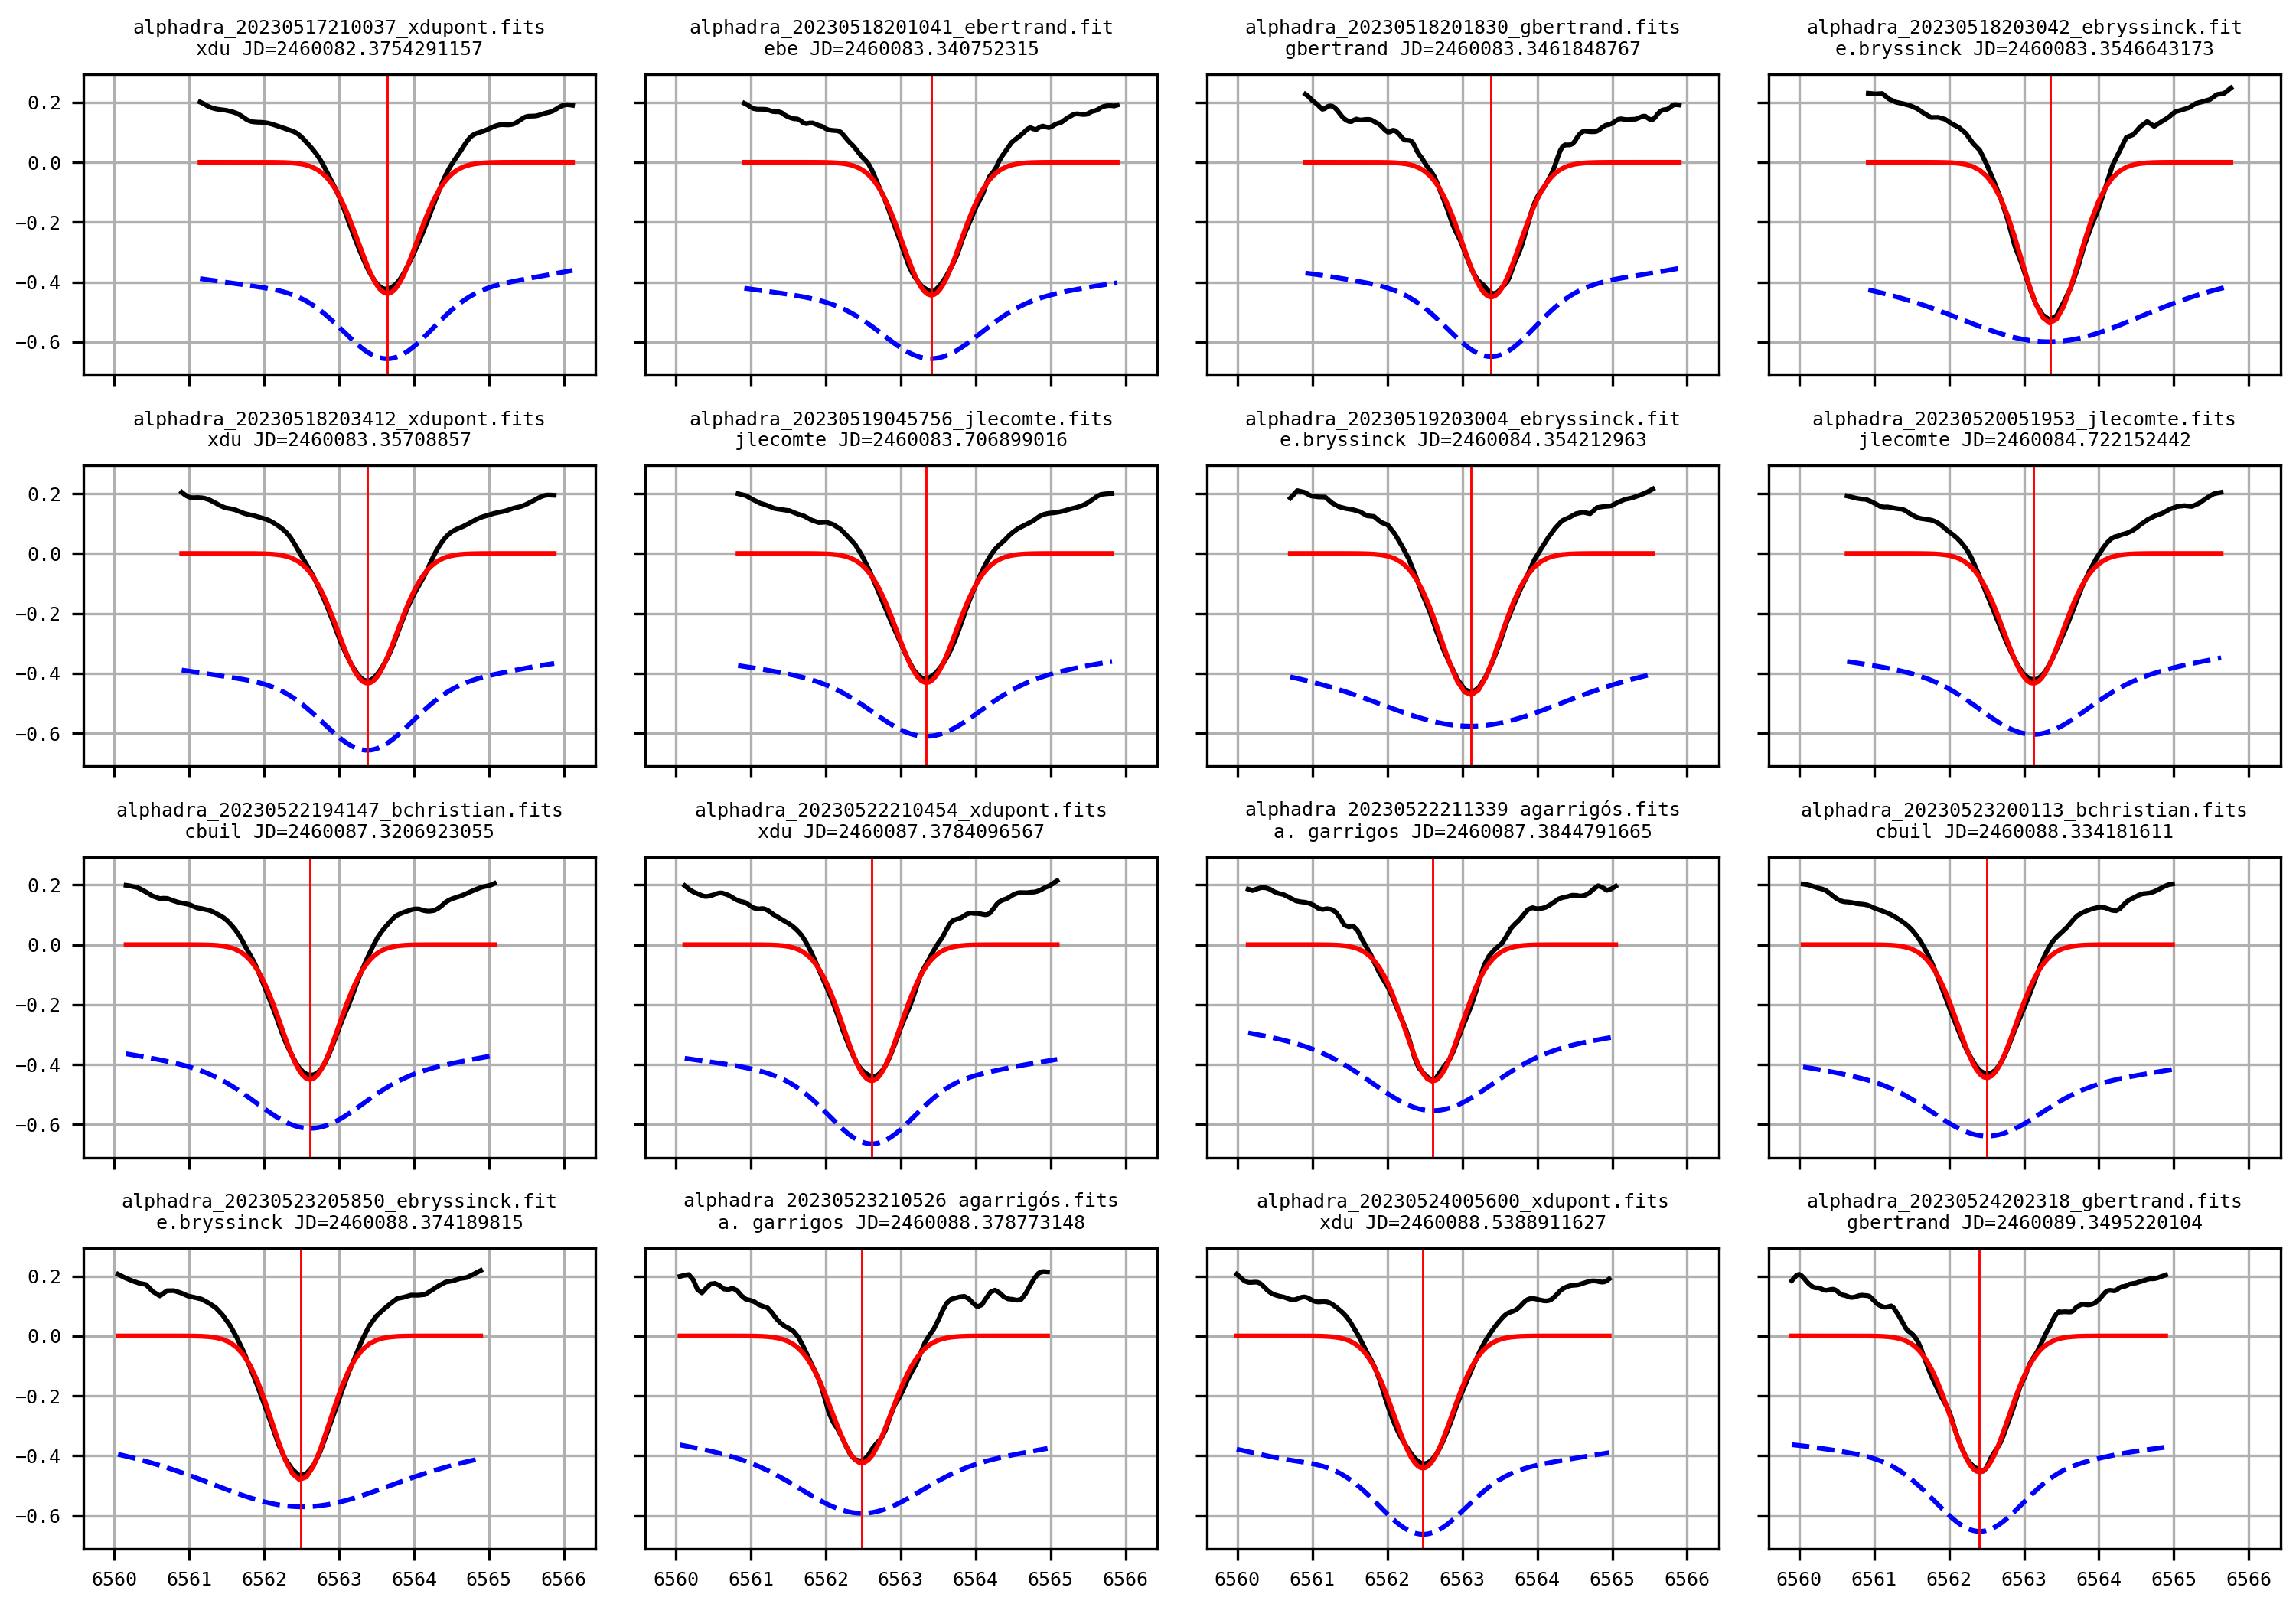 alphadra_20230517210037_xdupont.fits
xdu JD=2460082.3754291157
alphadra_20230518201041_ebertrand.fit
ebe JD=2460083.340752315
alphadra_20230518201830_gbertrand.fits
gbertrand JD=2460083.3461848767
alphadra_20230518203042_ebryssinck.fit
e.bryssinck JD=2460083.3546643173
0.2
0.0
−0.2
−0.4
−0.6
alphadra_20230518203412_xdupont.fits
xdu JD=2460083.35708857
alphadra_20230519045756_jlecomte.fits
jlecomte JD=2460083.706899016
alphadra_20230519203004_ebryssinck.fit
e.bryssinck JD=2460084.354212963
alphadra_20230520051953_jlecomte.fits
jlecomte JD=2460084.722152442
0.2
0.0
−0.2
−0.4
−0.6
alphadra_20230522194147_bchristian.fits
cbuil JD=2460087.3206923055
alphadra_20230522210454_xdupont.fits
xdu JD=2460087.3784096567
alphadra_20230522211339_agarrigós.fits
a. garrigos JD=2460087.3844791665
alphadra_20230523200113_bchristian.fits
cbuil JD=2460088.334181611
0.2
0.0
−0.2
−0.4
−0.6
alphadra_20230523205850_ebryssinck.fit
e.bryssinck JD=2460088.374189815
alphadra_20230523210526_agarrigós.fits
a. garrigos JD=2460088.378773148
alphadra_20230524005600_xdupont.fits
xdu JD=2460088.5388911627
alphadra_20230524202318_gbertrand.fits
gbertrand JD=2460089.3495220104
0.2
0.0
−0.2
−0.4
−0.6
6560 6561 6562 6563 6564 6565 6566
6560 6561 6562 6563 6564 6565 6566
6560 6561 6562 6563 6564 6565 6566
6560 6561 6562 6563 6564 6565 6566